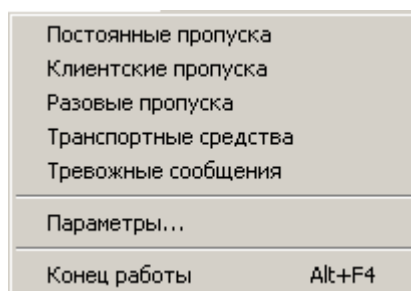 Постоянные пропуска
Клиентские пропуска
Разовые пропуска
Транспортные средства
Тревожные сообщения
Параметры...
Конец работы Alt+F4